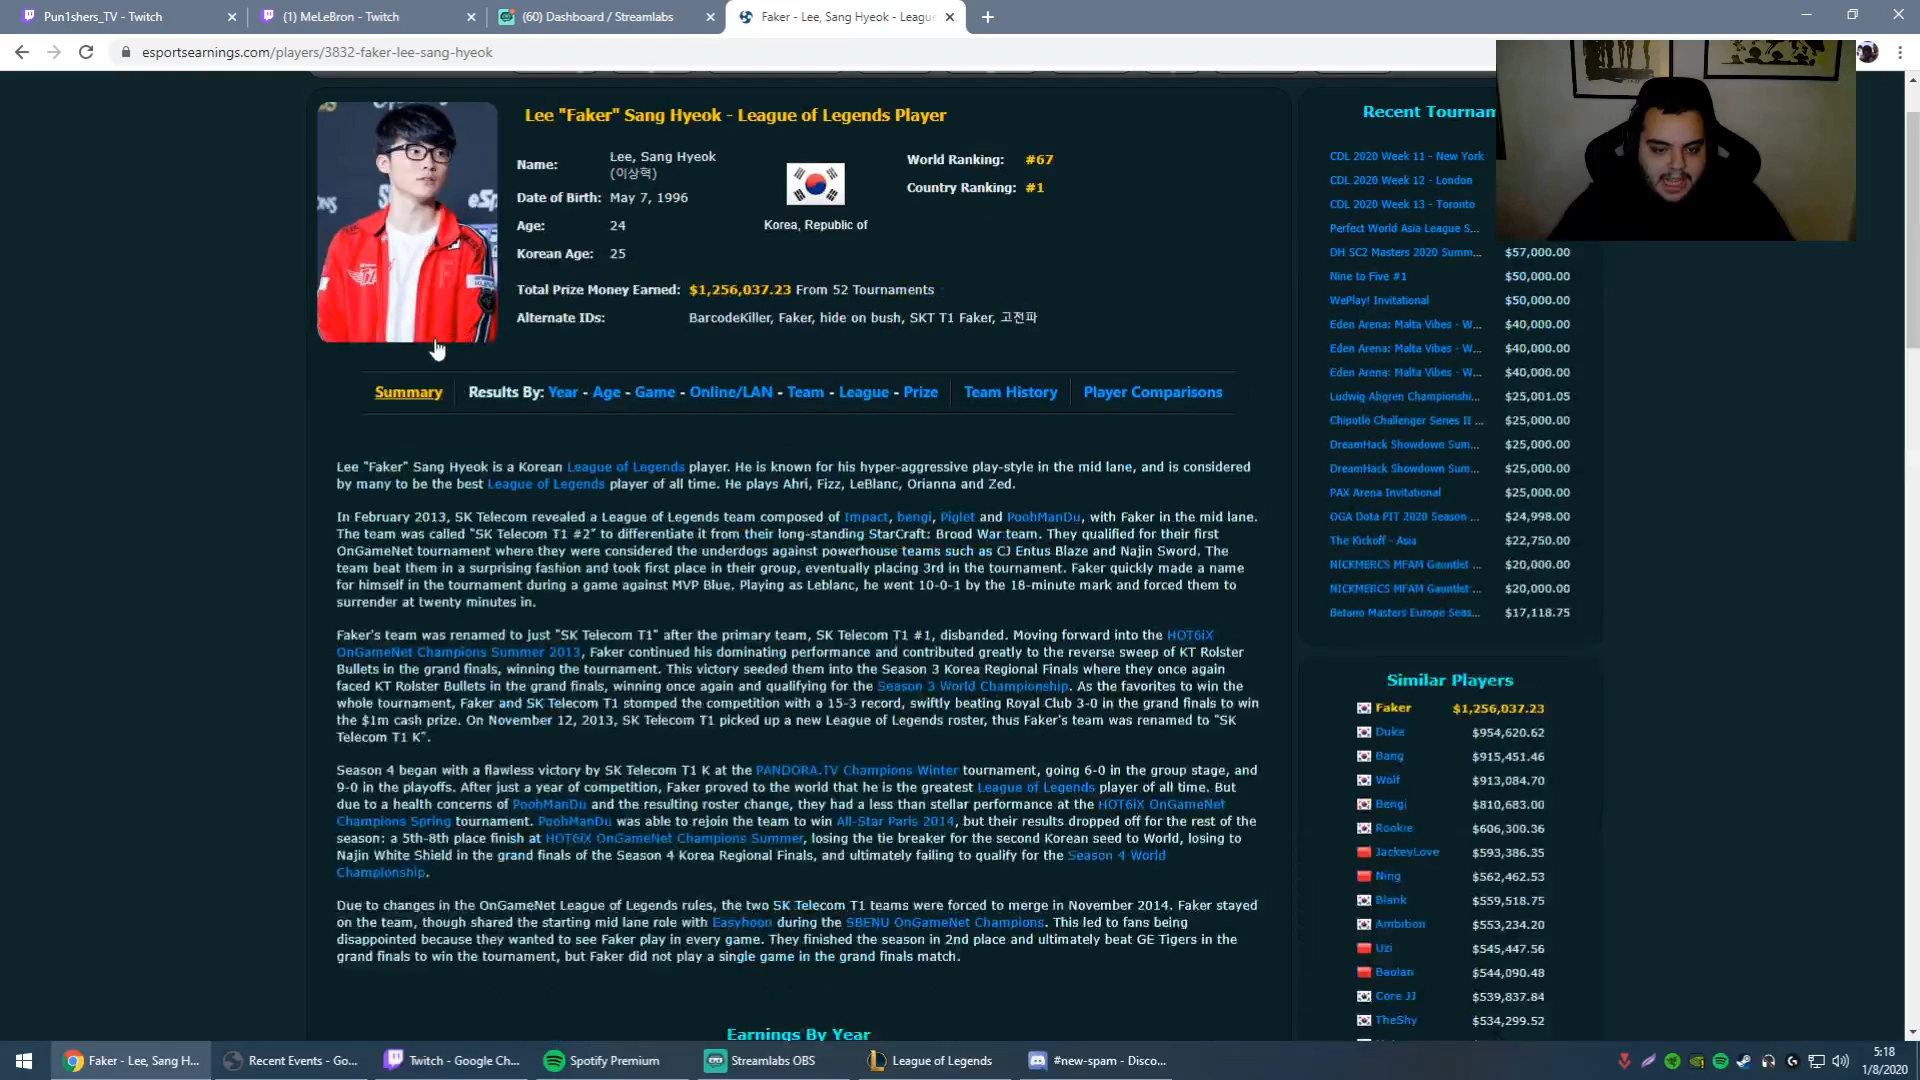 Pun1shers_TV - Twitch
(1) MeLeBron - Twitch
(60) Dashboard / Streamlabs
Faker - Lee, Sang Hyeok - Leagu
esportsearnings.com/players/3832-faker-lee-sang-hyeok
Lee "Faker" Sang Hyeok - League of Legends Player
Name: Lee, Sang Hyeok
(이상혁)
Date of Birth: May 7, 1996
Age: 24
Korean Age: 25
Korea, Republic of
World Ranking: #67
Country Ranking: #1
Total Prize Money Earned: $1,256,037.23 From 52 Tournaments
Alternate IDs: BarcodeKiller, Faker, hide on bush, SKT T1 Faker, 고전파
Summary
Results By: Year - Age - Game - Online/LAN - Team - League - Prize
Team History
Player Comparisons
Lee "Faker" Sang Hyeok is a Korean League of Legends player. He is known for his hyper-aggressive play-style in the mid lane, and is considered
by many to be the best League of Legends player of all time. He plays Ahri, Fizz, LeBlanc, Orianna and Zed.
In February 2013, SK Telecom revealed a League of Legends team composed of Impact, bengi, Piglet and PoohManDu, with Faker in the mid lane.
The team was called "SK Telecom T1 #2" to differentiate it from their long-standing StarCraft: Brood War team. They qualified for their first
OnGameNet tournament where they were considered the underdogs against powerhouse teams such as CJ Entus Blaze and Najin Sword. The
team beat them in a surprising fashion and took first place in their group, eventually placing 3rd in the tournament. Faker quickly made a name
for himself in the tournament during a game against MVP Blue. Playing as Leblanc, he went 10-0-1 by the 18-minute mark and forced them to
surrender at twenty minutes in.
Faker's team was renamed to just "SK Telecom T1" after the primary team, SK Telecom T1 #1, disbanded. Moving forward into the HOT6iX
OnGameNet Champions Summer 2013, Faker continued his dominating performance and contributed greatly to the reverse sweep of KT Rolster
Bullets in the grand finals, winning the tournament. This victory seeded them into the Season 3 Korea Regional Finals where they once again
faced KT Rolster Bullets in the grand finals, winning once again and qualifying for the Season 3 World Championship. As the favorites to win the
whole tournament, Faker and SK Telecom T1 stomped the competition with a 15-3 record, swiftly beating Royal Club 3-0 in the grand finals to win
the $1m cash prize. On November 12, 2013, SK Telecom T1 picked up a new League of Legends roster, thus Faker's team was renamed to "SK
Telecom T1 K".
Season 4 began with a flawless victory by SK Telecom T1 K at the PANDORA.TV Champions Winter tournament, going 6-0 in the group stage, and
9-0 in the playoffs. After just a year of competition, Faker proved to the world that he is the greatest League of Legends player of all time. But
due to a health concerns of PoohManDu and the resulting roster change, they had a less than stellar performance at the HOT6iX OnGameNet
Champions Spring tournament. PoohManDu was able to rejoin the team to win All-Star Paris 2014, but their results dropped off for the rest of the
season: a 5th-8th place finish at HOT6iX OnGameNet Champions Summer, losing the tie breaker for the second Korean seed to World, losing to
Najin White Shield in the grand finals of the Season 4 Korea Regional Finals, and ultimately failing to qualify for the Season 4 World
Championship.
Due to changes in the OnGameNet League of Legends rules, the two SK Telecom T1 teams were forced to merge in November 2014. Faker stayed
on the team, though shared the starting mid lane role with Easyhoon during the SBENU OnGameNet Champions. This led to fans being
disappointed because they wanted to see Faker play in every game. They finished the season in 2nd place and ultimately beat GE Tigers in the
grand finals to win the tournament, but Faker did not play a single game in the grand finals match.
Earnings By Year
Recent Tournam
CDL 2020 Week 11 - New York
CDL 2020 Week 12 - London
CDL 2020 Week 13 - Toronto
Perfect World Asia League S...
DH SC2 Masters 2020 Summ... $57,000.00
Nine to Five #1 $50,000.00
WePlay! Invitational $50,000.00
Eden Arena: Malta Vibes - W... $40,000.00
Eden Arena: Malta Vibes - W... $40,000.00
Eden Arena: Malta Vibes - W... $40,000.00
Ludwig Ahgren Championshi... $25,001.05
Chipotle Challenger Series II ... $25,000.00
DreamHack Showdown Sum... $25,000.00
DreamHack Showdown Sum... $25,000.00
PAX Arena Invitational $25,000.00
OGA Dota PIT 2020 Season ... $24,998.00
The Kickoff - Asia $22,750.00
NICKMERCS MFAM Gauntlet ... $20,000.00
NICKMERCS MFAM Gauntlet ... $20,000.00
Betano Masters Europe Seas... $17,118.75
Similar Players
Faker $1,256,037.23
Duke $954,620.62
Bang $915,451.46
Wolf $913,084.70
Bengi $810,683.00
Rookie $606,300.36
JackeyLove $593,386.35
Ning $562,462.53
Blank $559,518.75
Ambition $553,234.20
Uzi $545,447.56
Baolan $544,090.48
Core JJ $539,837.84
TheShy $534,299.52
Faker - Lee, Sang H...
Recent Events - Go...
Twitch - Google Ch...
Spotify Premium
Streamlabs OBS
League of Legends
#new-spam - Disco...
5:18
1/8/2020